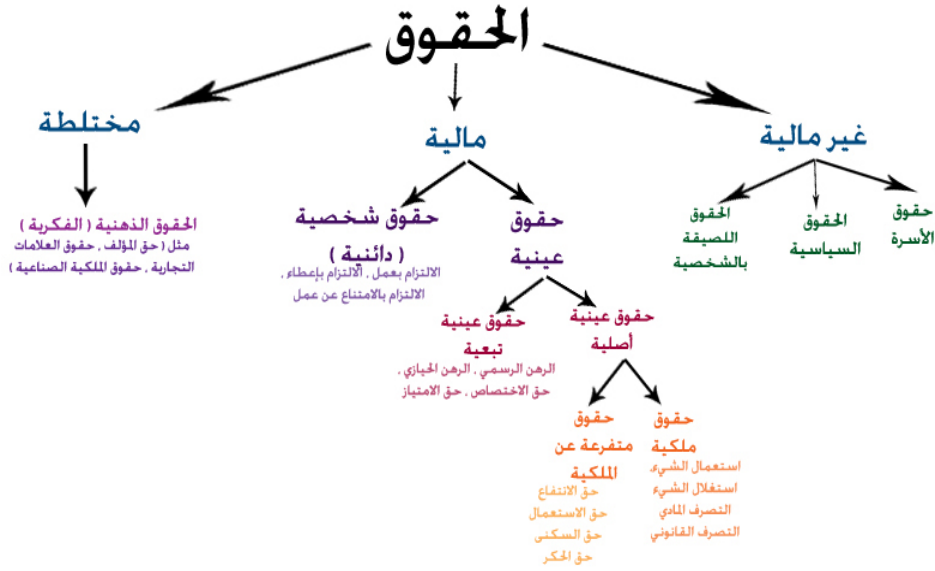 الحقوق
غير مالية
مالية
مختلطة
حقوق
الأسرة
الحقوق
السياسية
الحقوق
اللصيقة
بالشخصية
حقوق
عينية
حقوق شخصية
( دائنية )
الالتزام بعمل , الالتزام بإعطاء ,
الالتزام بالامتناع عن عمل
الحقوق الذهنية ( الفكرية )
مثل ( حق المؤلف , حقوق العلامات
التجارية , حقوق الملكية الصناعية )
حقوق عينية
أصلية
حقوق عينية
تبعية
الرهن الرسمي , الرهن الحيازي ,
حق الاختصاص , حق الامتياز
حقوق
ملكية
استعمال الشيء,
استغلال الشيء
التصرف المادي
التصرف القانوني
حقوق
متفرعة عن
الملكية
حق الانتفاع
حق الاستعمال
حق السكنى
حق الحكر